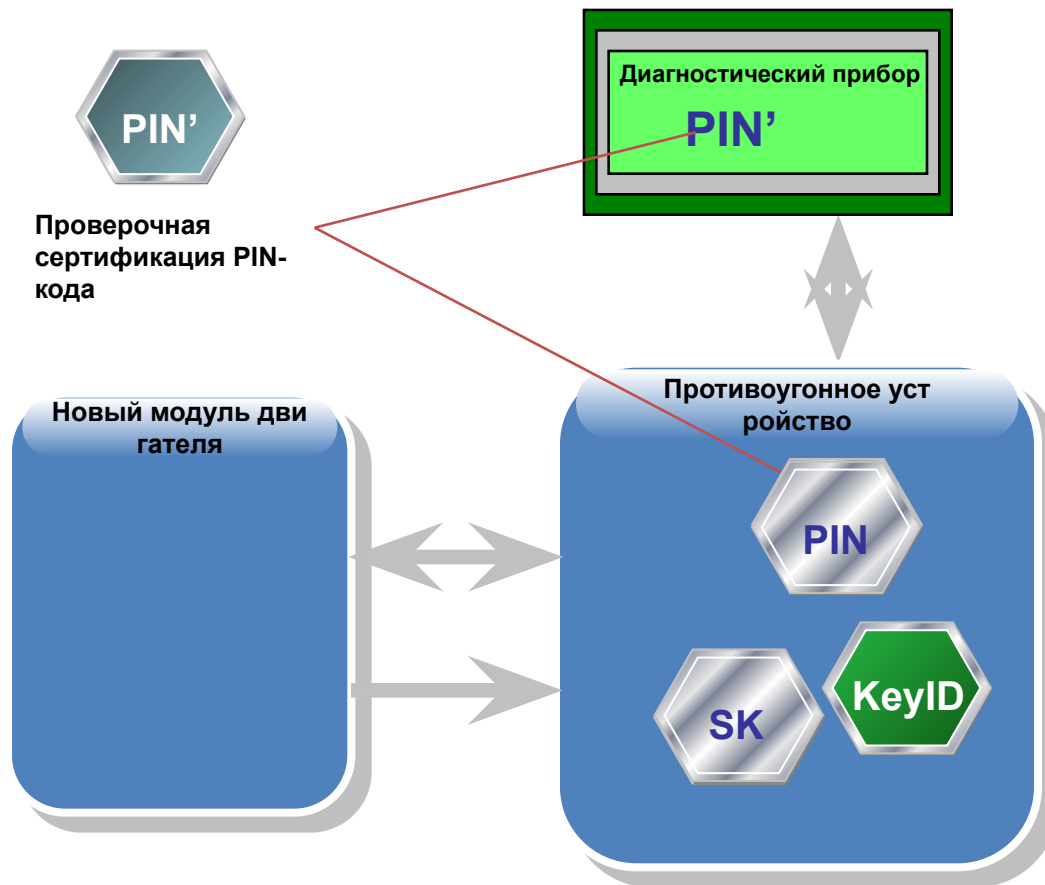 PIN’
Проверочная
сертификация PIN-
кода
Диагностический прибор
PIN’
Новый модуль дви
гателя
Противоугонное уст
ройство
PIN
SK
KeyID